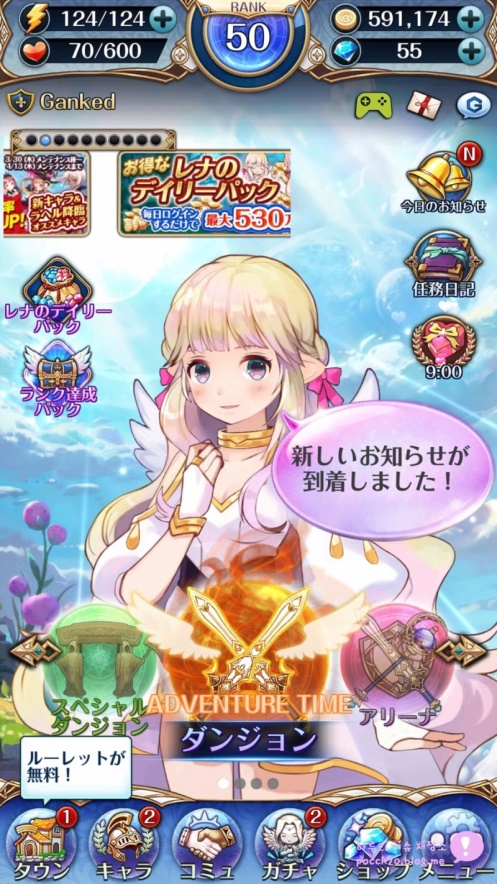 124/124
RANK
50
591,174
70/600
55
Ganked
3/30(木)メンテナンス後～
4/13(木)メンテナンスまで
UP!
新キャラ&
ラベル降臨
オススメキャラ
お得な
レナの
デイリーパック
毎日ログイン
するだけで
最大530
N
今日のお知らせ
任務日記
9:00
レナのデイリー
パック
ランク達成
パック
新しいお知らせが
到着しました!
スペシャル
ダンジョン
ADVENTURE TIME
ダンジョン
アリーナ
ルーレットが
無料!
1
2
2
タウン
キャラ
コミュ
ガチャ
ショップ
メニュー
pocch20.blog.me